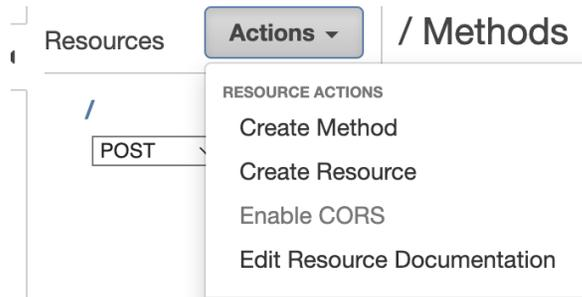 Resources
Actions
/ Methods
/
POST
RESOURCE ACTIONS
Create Method
Create Resource
Enable CORS
Edit Resource Documentation